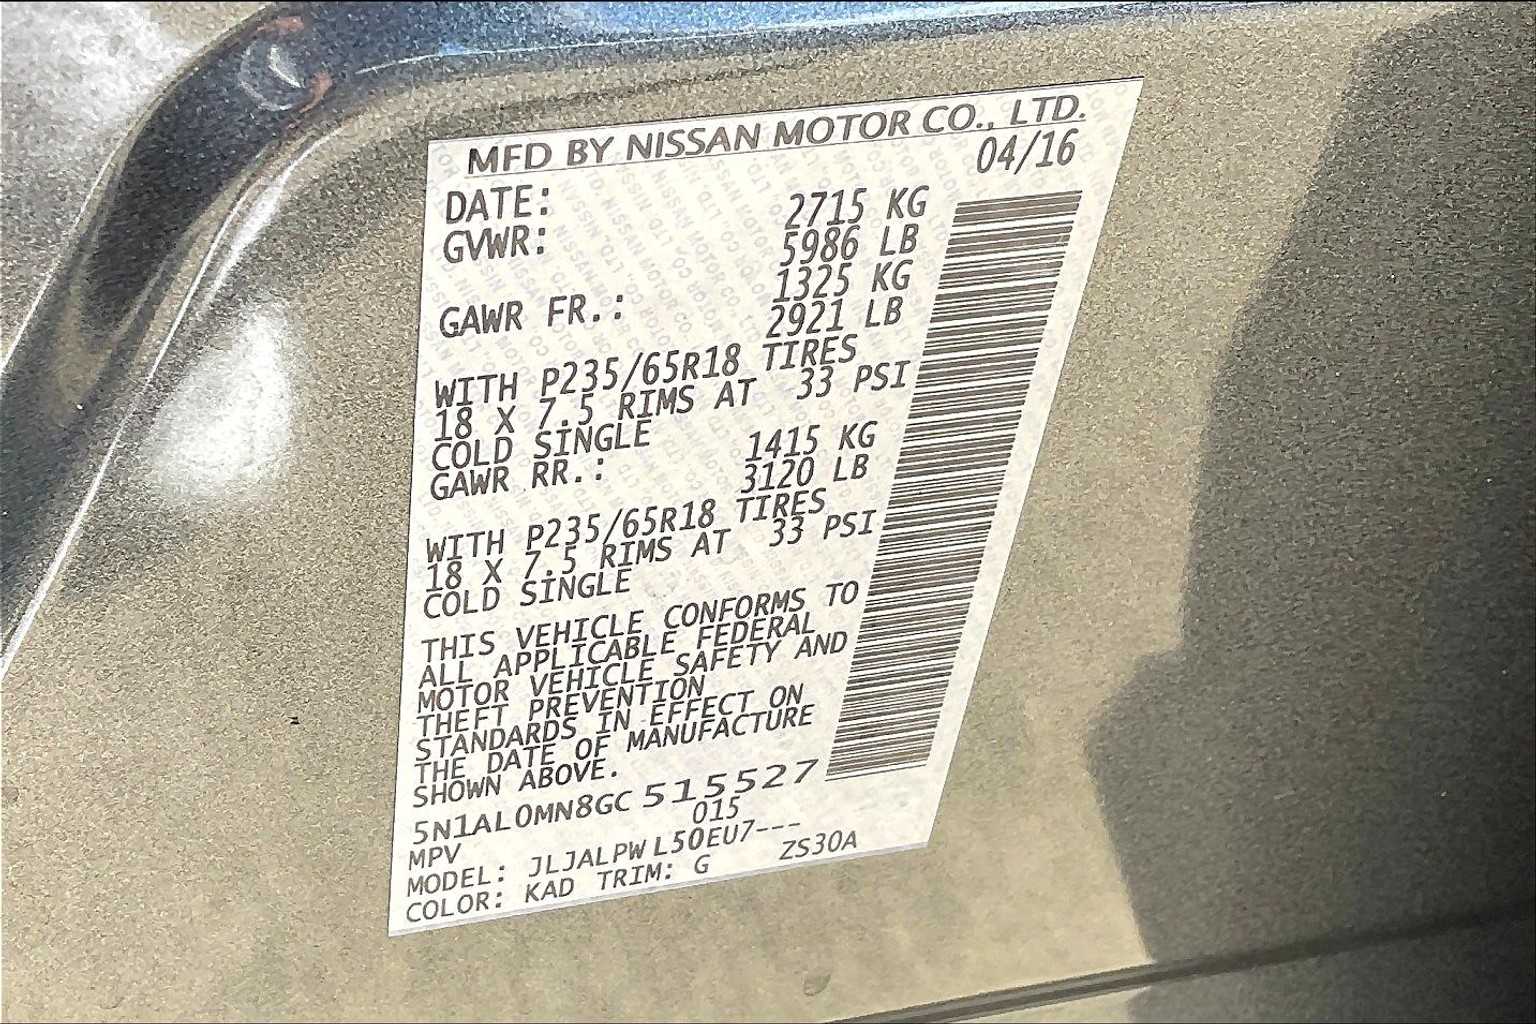 MFD BY NISSAN MOTOR CO., LTD.
DATE: 04/16
GVWR: 2715 KG
5986 LB
GAWR FR.: 1325 KG
2921 LB
WITH P235/65R18 TIRES
18 X 7.5 RIMS AT 33 PSI
COLD SINGLE
GAWR RR.: 1415 KG
3120 LB
WITH P235/65R18 TIRES
18 X 7.5 RIMS AT 33 PSI
COLD SINGLE
THIS VEHICLE CONFORMS TO
ALL APPLICABLE FEDERAL
MOTOR VEHICLE SAFETY AND
THEFT PREVENTION
STANDARDS IN EFFECT ON
THE DATE OF MANUFACTURE
SHOWN ABOVE.
5N1AL0MN8GC515527
MPV 015
MODEL: JLJALPWL50EU7---
COLOR: KAD TRIM: G ZS30A